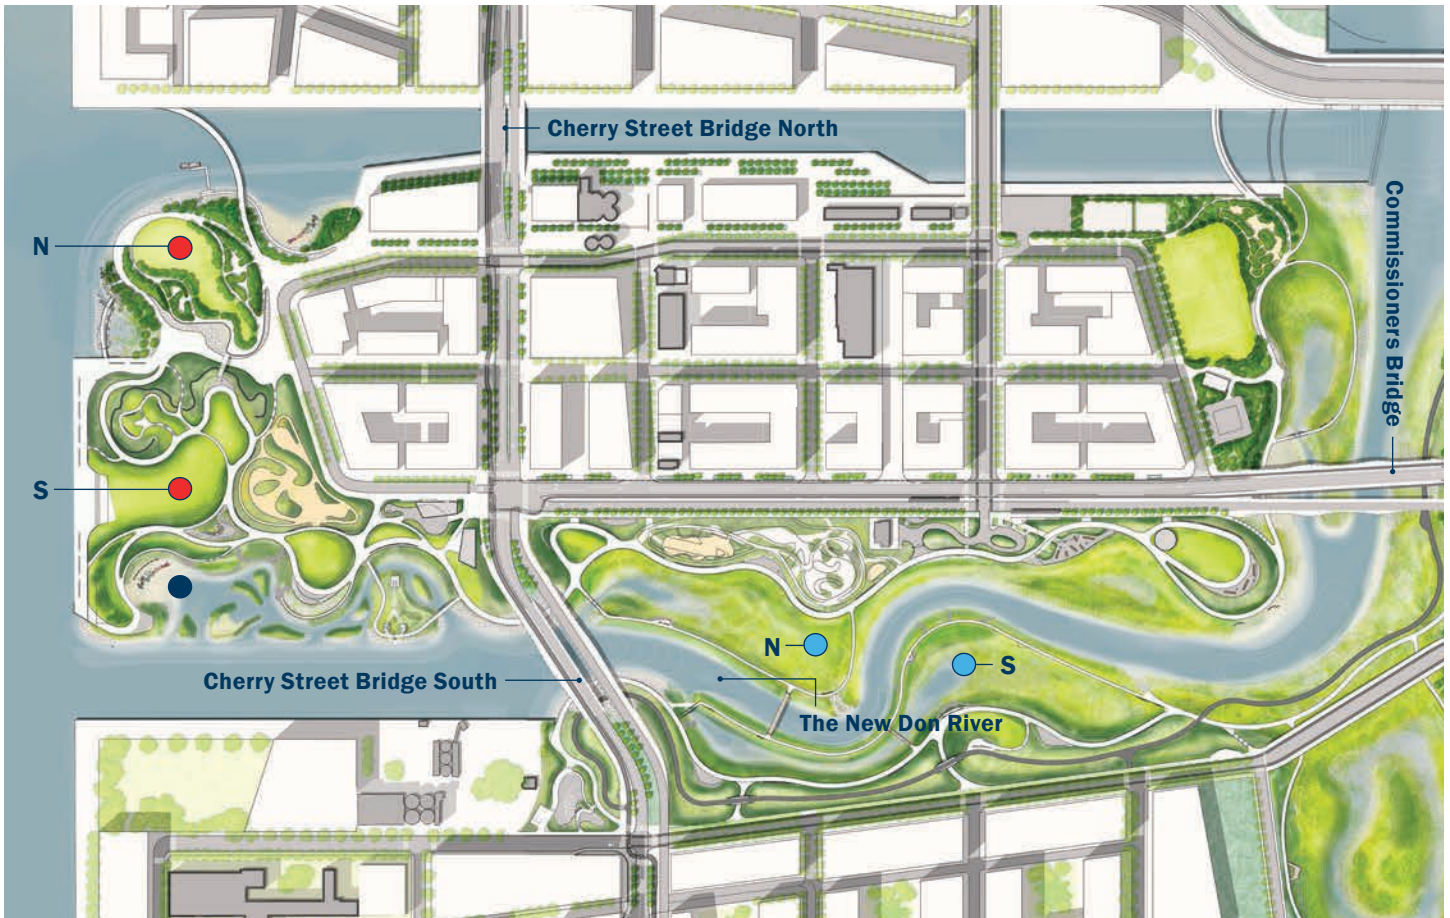 Cherry Street Bridge North
Commissioners Bridge
N
S
N
S
Cherry Street Bridge South
The New Don River